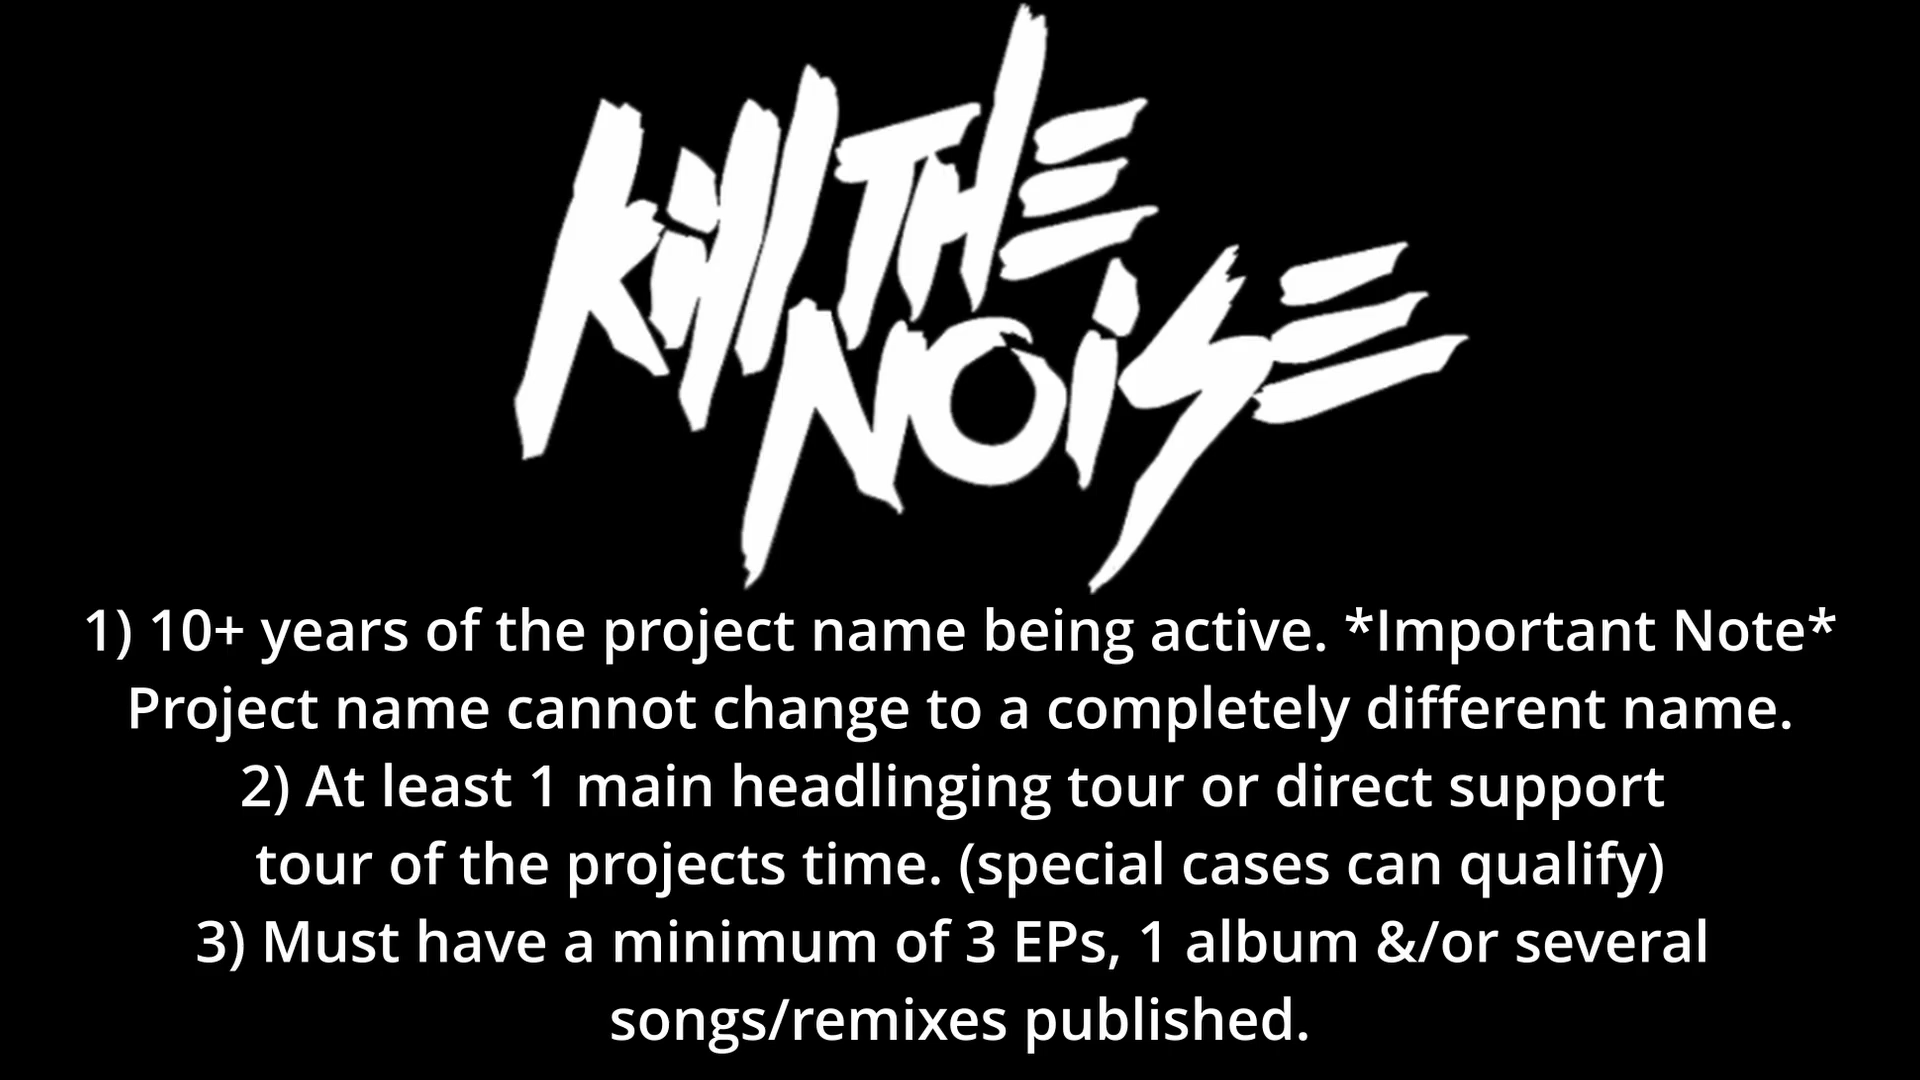 Kill THE
NOiSE
1) 10+ years of the project name being active. *Important Note*
Project name cannot change to a completely different name.
2) At least 1 main headlinging tour or direct support
tour of the projects time. (special cases can qualify)
3) Must have a minimum of 3 EPs, 1 album &/or several
songs/remixes published.